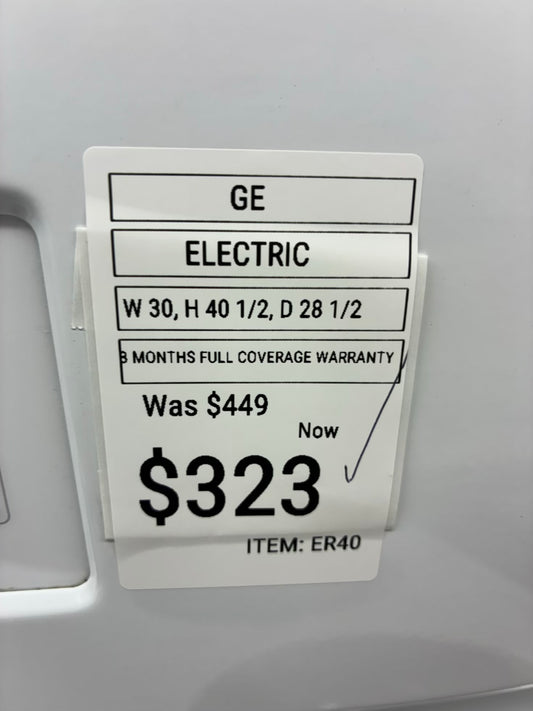 GE
ELECTRIC
W 30, H 40 1/2, D 28 1/2
3 MONTHS FULL COVERAGE WARRANTY
Was $449
Now
$323
ITEM: ER40